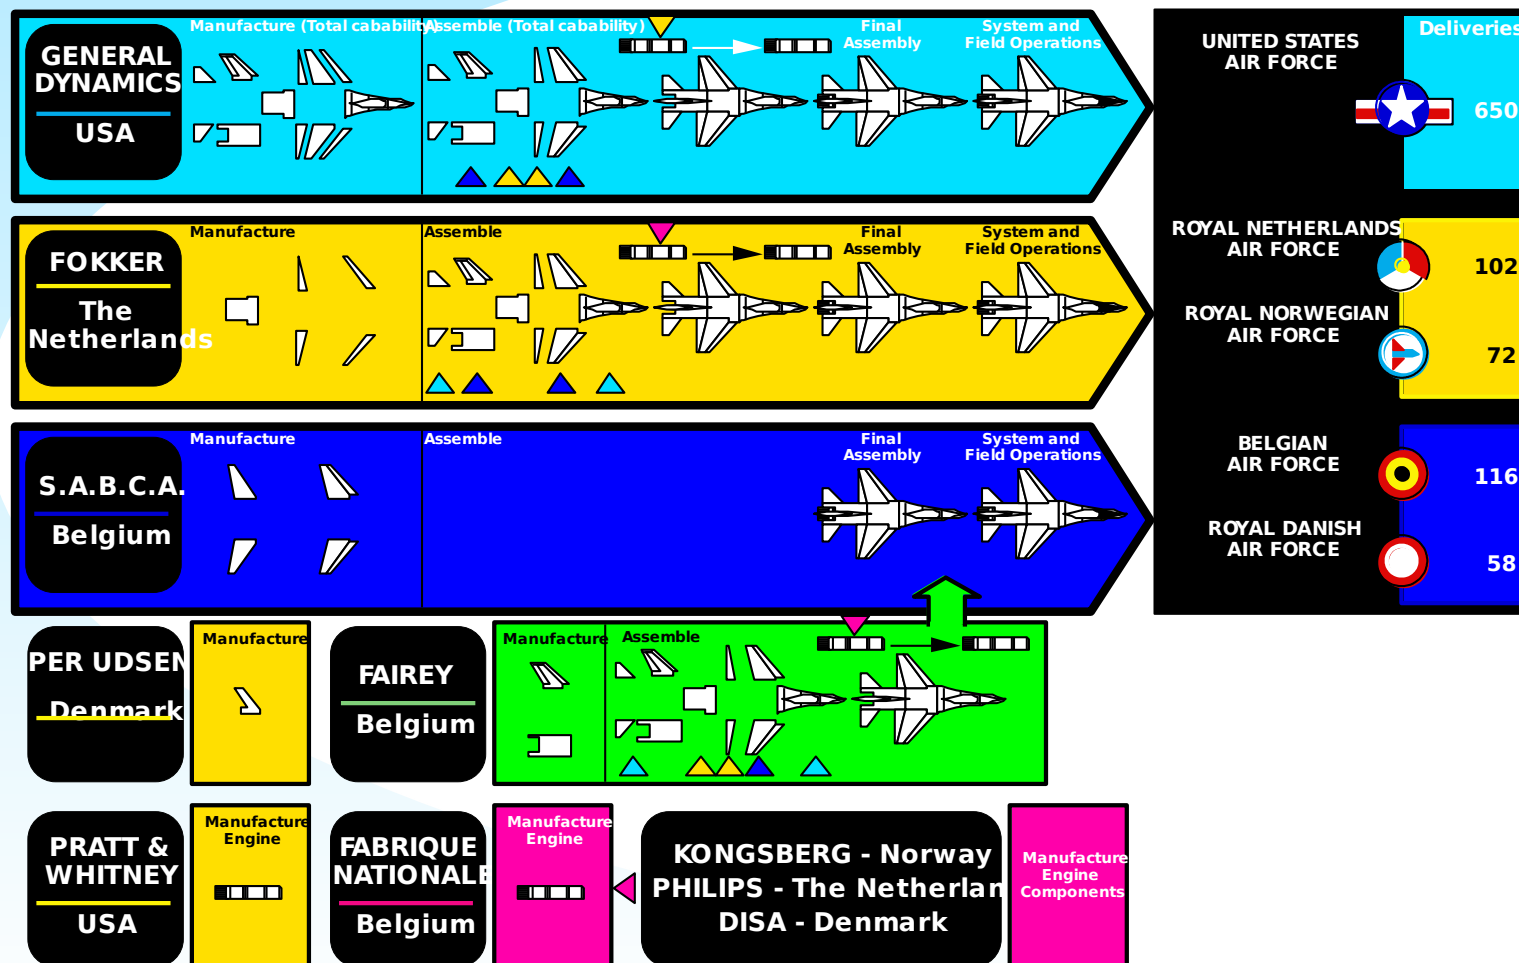 GENERAL
DYNAMICS
USA
Manufacture (Total cabability)
Assemble (Total cabability)
Final
Assembly
System and
Field Operations
UNITED STATES
AIR FORCE
Deliveries
650
FOKKER
The
Netherlands
Manufacture
Assemble
Final
Assembly
System and
Field Operations
ROYAL NETHERLANDS
AIR FORCE
102
ROYAL NORWEGIAN
AIR FORCE
72
S.A.B.C.A.
Belgium
Manufacture
Assemble
Final
Assembly
System and
Field Operations
BELGIAN
AIR FORCE
116
ROYAL DANISH
AIR FORCE
58
PER UDSEN
Denmark
Manufacture
FAIREY
Belgium
Manufacture
Assemble
PRATT &
WHITNEY
USA
Manufacture
Engine
FABRIQUE
NATIONALE
Belgium
Manufacture
Engine
KONGSBERG - Norway
PHILIPS - The Netherlan
DISA - Denmark
Manufacture
Engine
Components